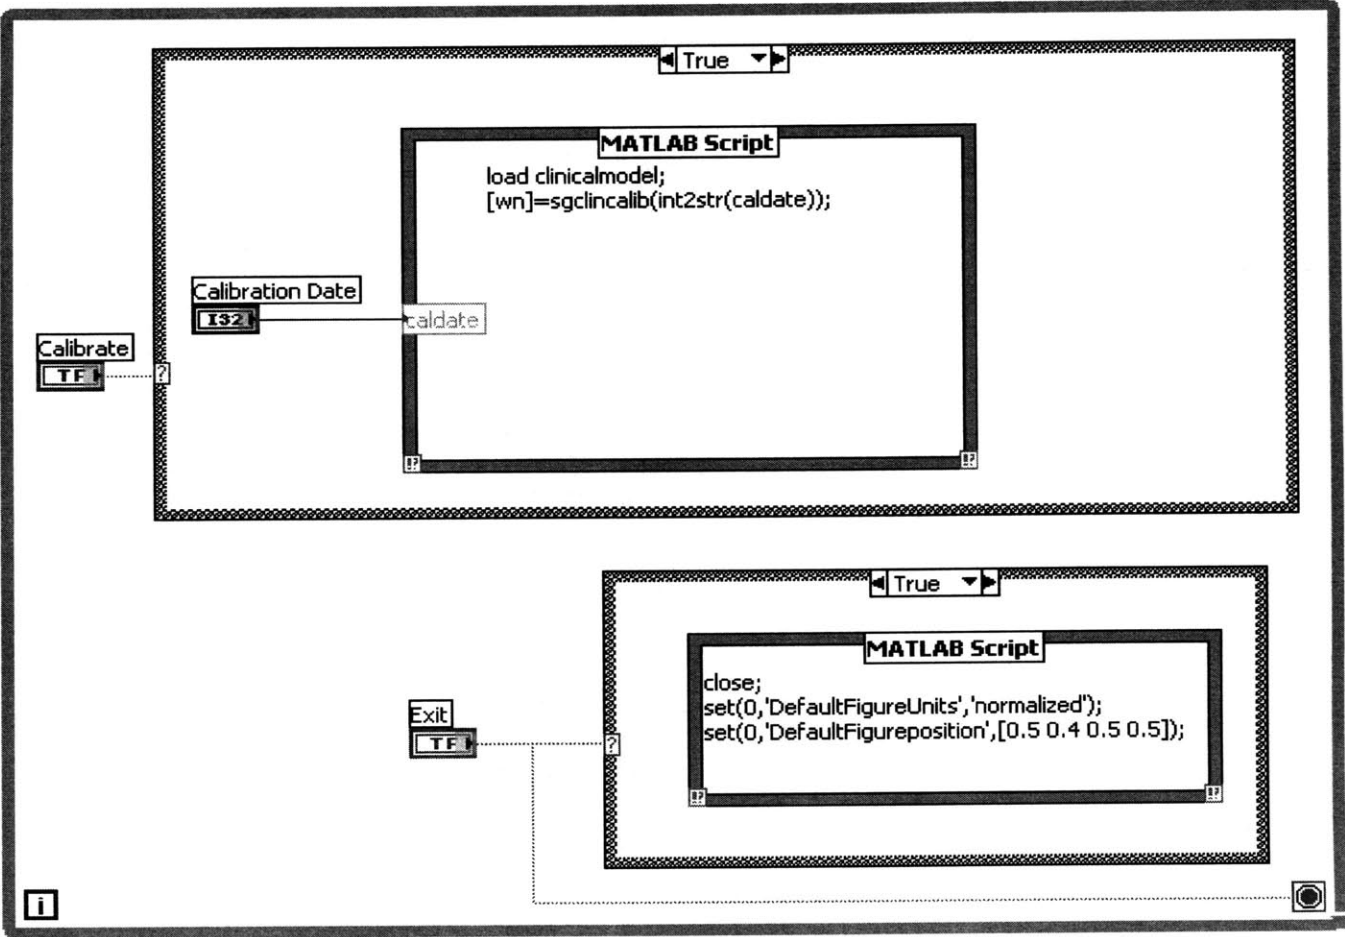 True
MATLAB Script
load clinicalmodel;
[wn]=sgclincalib(int2str(caldate));
Calibration Date
I32
caldate
Calibrate
TF
?
!?
!?
True
MATLAB Script
close;
set(0,'DefaultFigureUnits','normalized');
set(0,'DefaultFigureposition',[0.5 0.4 0.5 0.5]);
Exit
TF
?
!?
!?
i